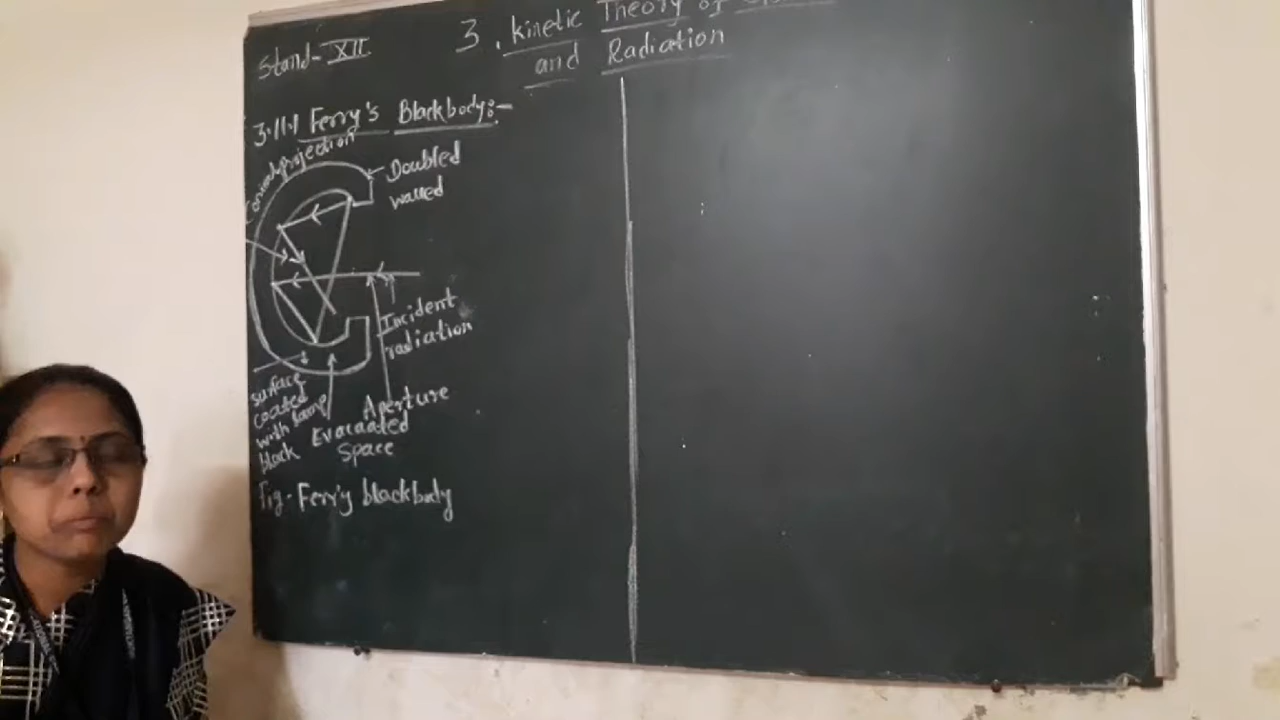 Stand-XII
3. Kinetic Theory of
and Radiation
3.11.1 Ferry's Blackbody:-
Conical projection
Doubled
walled
Incident
radiation
Aperture
Surface
coated
with lamp
black
Evacuated
Space
Fig- Ferry blackbody